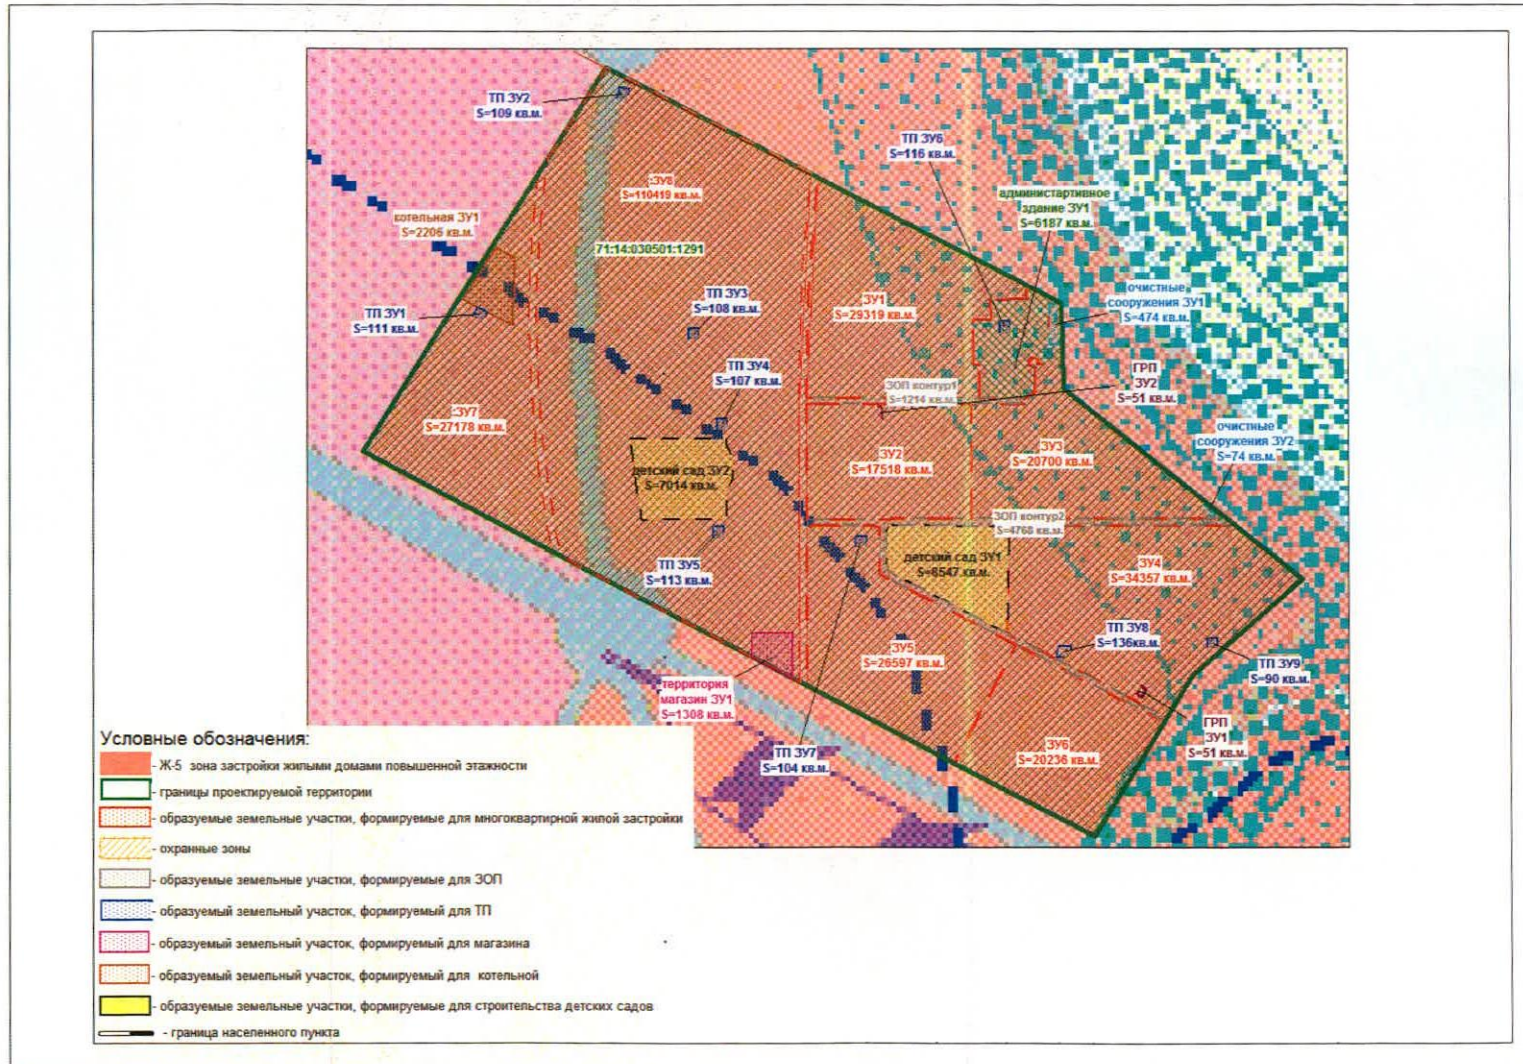 ТП ЗУ2
S=109 кв.м.
ТП ЗУ6
S=116 кв.м.
:ЗУ8
S=110419 кв.м.
администартивное
здание ЗУ1
S=6187 кв.м.
котельная ЗУ1
S=2206 кв.м.
71:14:030501:1291
ТП ЗУ1
S=111 кв.м.
ТП ЗУ3
S=108 кв.м.
ЗУ1
S=29319 кв.м.
очистные
сооружения ЗУ1
S=474 кв.м.
ТП ЗУ4
S=107 кв.м.
ЗОП контур1
S=1214 кв.м.
ГРП
ЗУ2
S=51 кв.м.
:ЗУ7
S=27178 кв.м.
очистные
сооружения ЗУ2
S=74 кв.м.
ЗУ2
S=17518 кв.м.
ЗУ3
S=20700 кв.м.
детский сад ЗУ2
S=7014 кв.м.
ЗОП контур2
S=4768 кв.м.
ТП ЗУ5
S=113 кв.м.
детский сад ЗУ1
S=8547 кв.м.
ЗУ4
S=34357 кв.м.
ЗУ5
S=26597 кв.м.
ТП ЗУ8
S=136кв.м.
ТП ЗУ9
S=90 кв.м.
территория
магазин ЗУ1
S=1308 кв.м.
ТП ЗУ7
S=104 кв.м.
ГРП
ЗУ1
S=51 кв.м.
ЗУ6
S=20236 кв.м.
Условные обозначения:
- Ж-5 зона застройки жилыми домами повышенной этажности
- границы проектируемой территории
- образуемые земельные участки, формируемые для многоквартирной жилой застройки
- охранные зоны
- образуемые земельные участки, формируемые для ЗОП
- образуемый земельный участок, формируемый для ТП
- образуемый земельный участок, формируемый для магазина
- образуемый земельный участок, формируемый для котельной
- образуемые земельные участки, формируемые для строительства детских садов
- граница населенного пункта